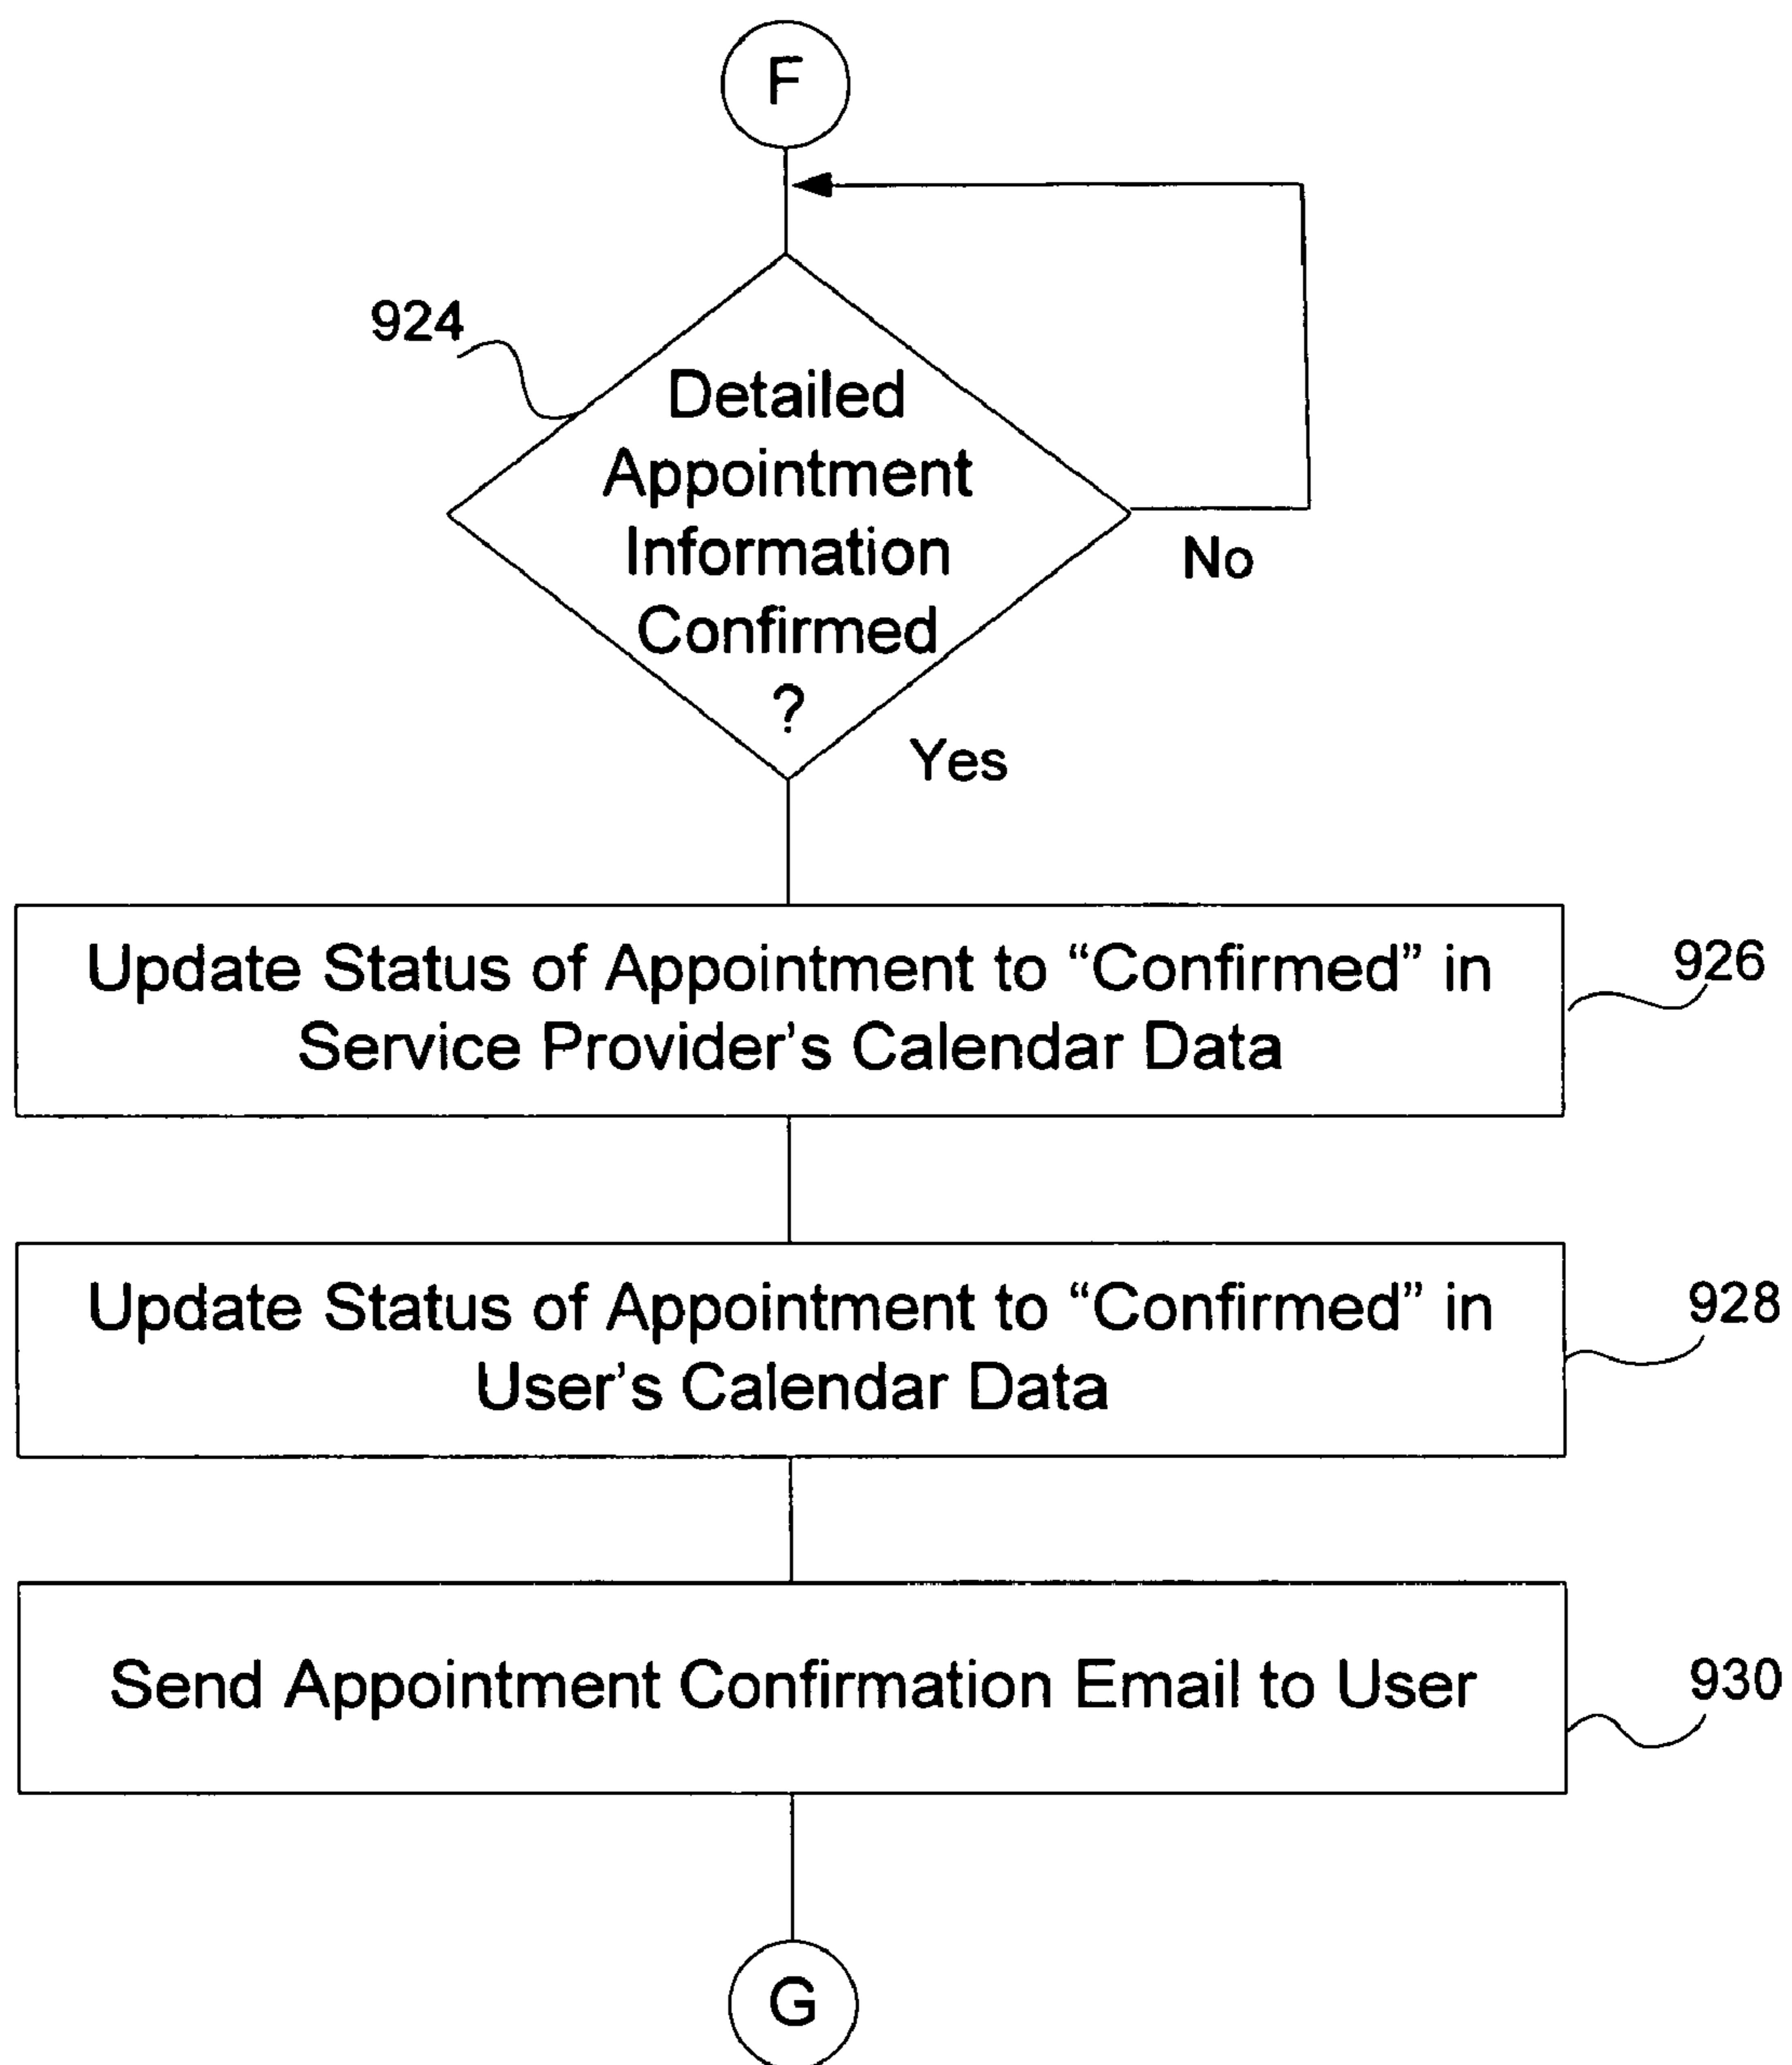 F
924
Detailed
Appointment
Information
Confirmed
?
No
Yes
Update Status of Appointment to “Confirmed” in
Service Provider’s Calendar Data
926
Update Status of Appointment to “Confirmed” in
User’s Calendar Data
928
Send Appointment Confirmation Email to User
930
G